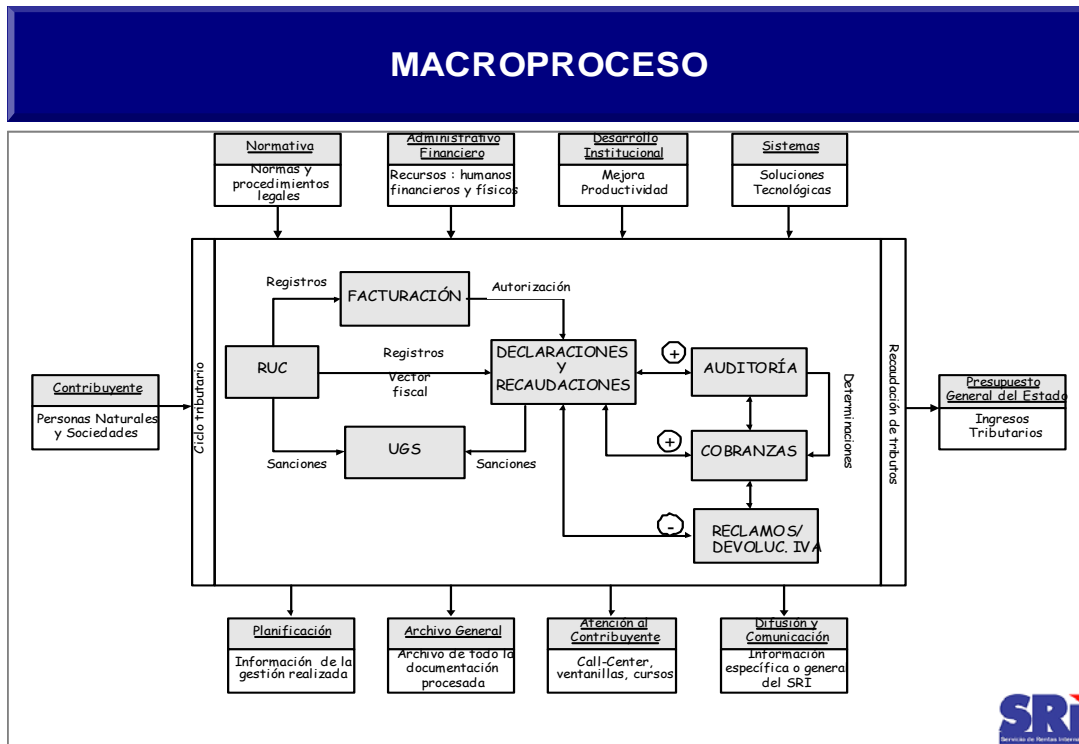 MACROPROCESO
Normativa
Normas y
procedimientos
legales
Administrativo
Financiero
Recursos : humanos
financieros y físicos
Desarrollo
Institucional
Mejora
Productividad
Sistemas
Soluciones
Tecnológicas
Contribuyente
Personas Naturales
y Sociedades
Ciclo tributario
Registros
FACTURACIÓN
Autorización
RUC
Registros
Vector
fiscal
DECLARACIONES
Y
RECAUDACIONES
Sanciones
UGS
Sanciones
+
AUDITORÍA
+
COBRANZAS
-
RECLAMOS/
DEVOLUC. IVA
Determinaciones
Recaudación de tributos
Presupuesto
General del Estado
Ingresos
Tributarios
Planificación
Información de la
gestión realizada
Archivo General
Archivo de todo la
documentación
procesada
Atención al
Contribuyente
Call-Center,
ventanillas, cursos
Difusión y
Comunicación
Información
específica o general
del SRI
SRi
Servicio de Rentas Internas